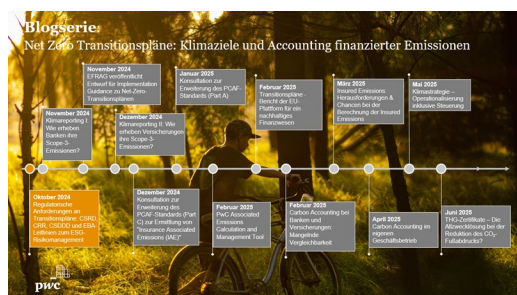 Blogserie:
Net Zero Transitionspläne: Klimaziele und Accounting finanzierter Emissionen
November 2024
EFRAG veröffentlicht
Entwurf für Implementation
Guidance zu Net-Zero-
Transitionsplänen
Januar 2025
Konsultation zur
Erweiterung des PCAF-
Standards (Part A)
Februar 2025
Transitionspläne -
Bericht der EU-
Plattform für ein
nachhaltiges
Finanzwesen
März 2025
Insured Emissions
Herausforderungen &
Chancen bei der
Berechnung der Insured
Emissions
Mai 2025
Klimastrategie –
Operationalisierung
inklusive Steuerung
November 2024
Klimareporting I:
Wie erheben
Banken ihre
Scope-3-
Emissionen?
Dezember 2024
Klimareporting II: Wie
erheben Versicherungen
ihre Scope-3-
Emissionen?
Oktober 2024
Regulatorische
Anforderungen an
Transitionspläne: CSRD,
CRR, CSDDD und EBA-
Leitlinien zum ESG-
Risikomanagement
Dezember 2024
Konsultation zur
Erweiterung des
PCAF-Standards (Part
C) zur Ermittlung von
"Insurance Associated
Emissions (IAE)"
Februar 2025
PwC Associated
Emissions
Calculation and
Management Tool
Februar 2025
Carbon Accounting bei
Banken und
Versicherungen:
Mangelnde
Vergleichbarkeit
April 2025
Carbon Accounting im
eigenen
Geschäftsbetrieb
Juni 2025
THG-Zertifikate – Die
Allzwecklösung bei der
Reduktion des CO₂-
Fußabdrucks?
pwc